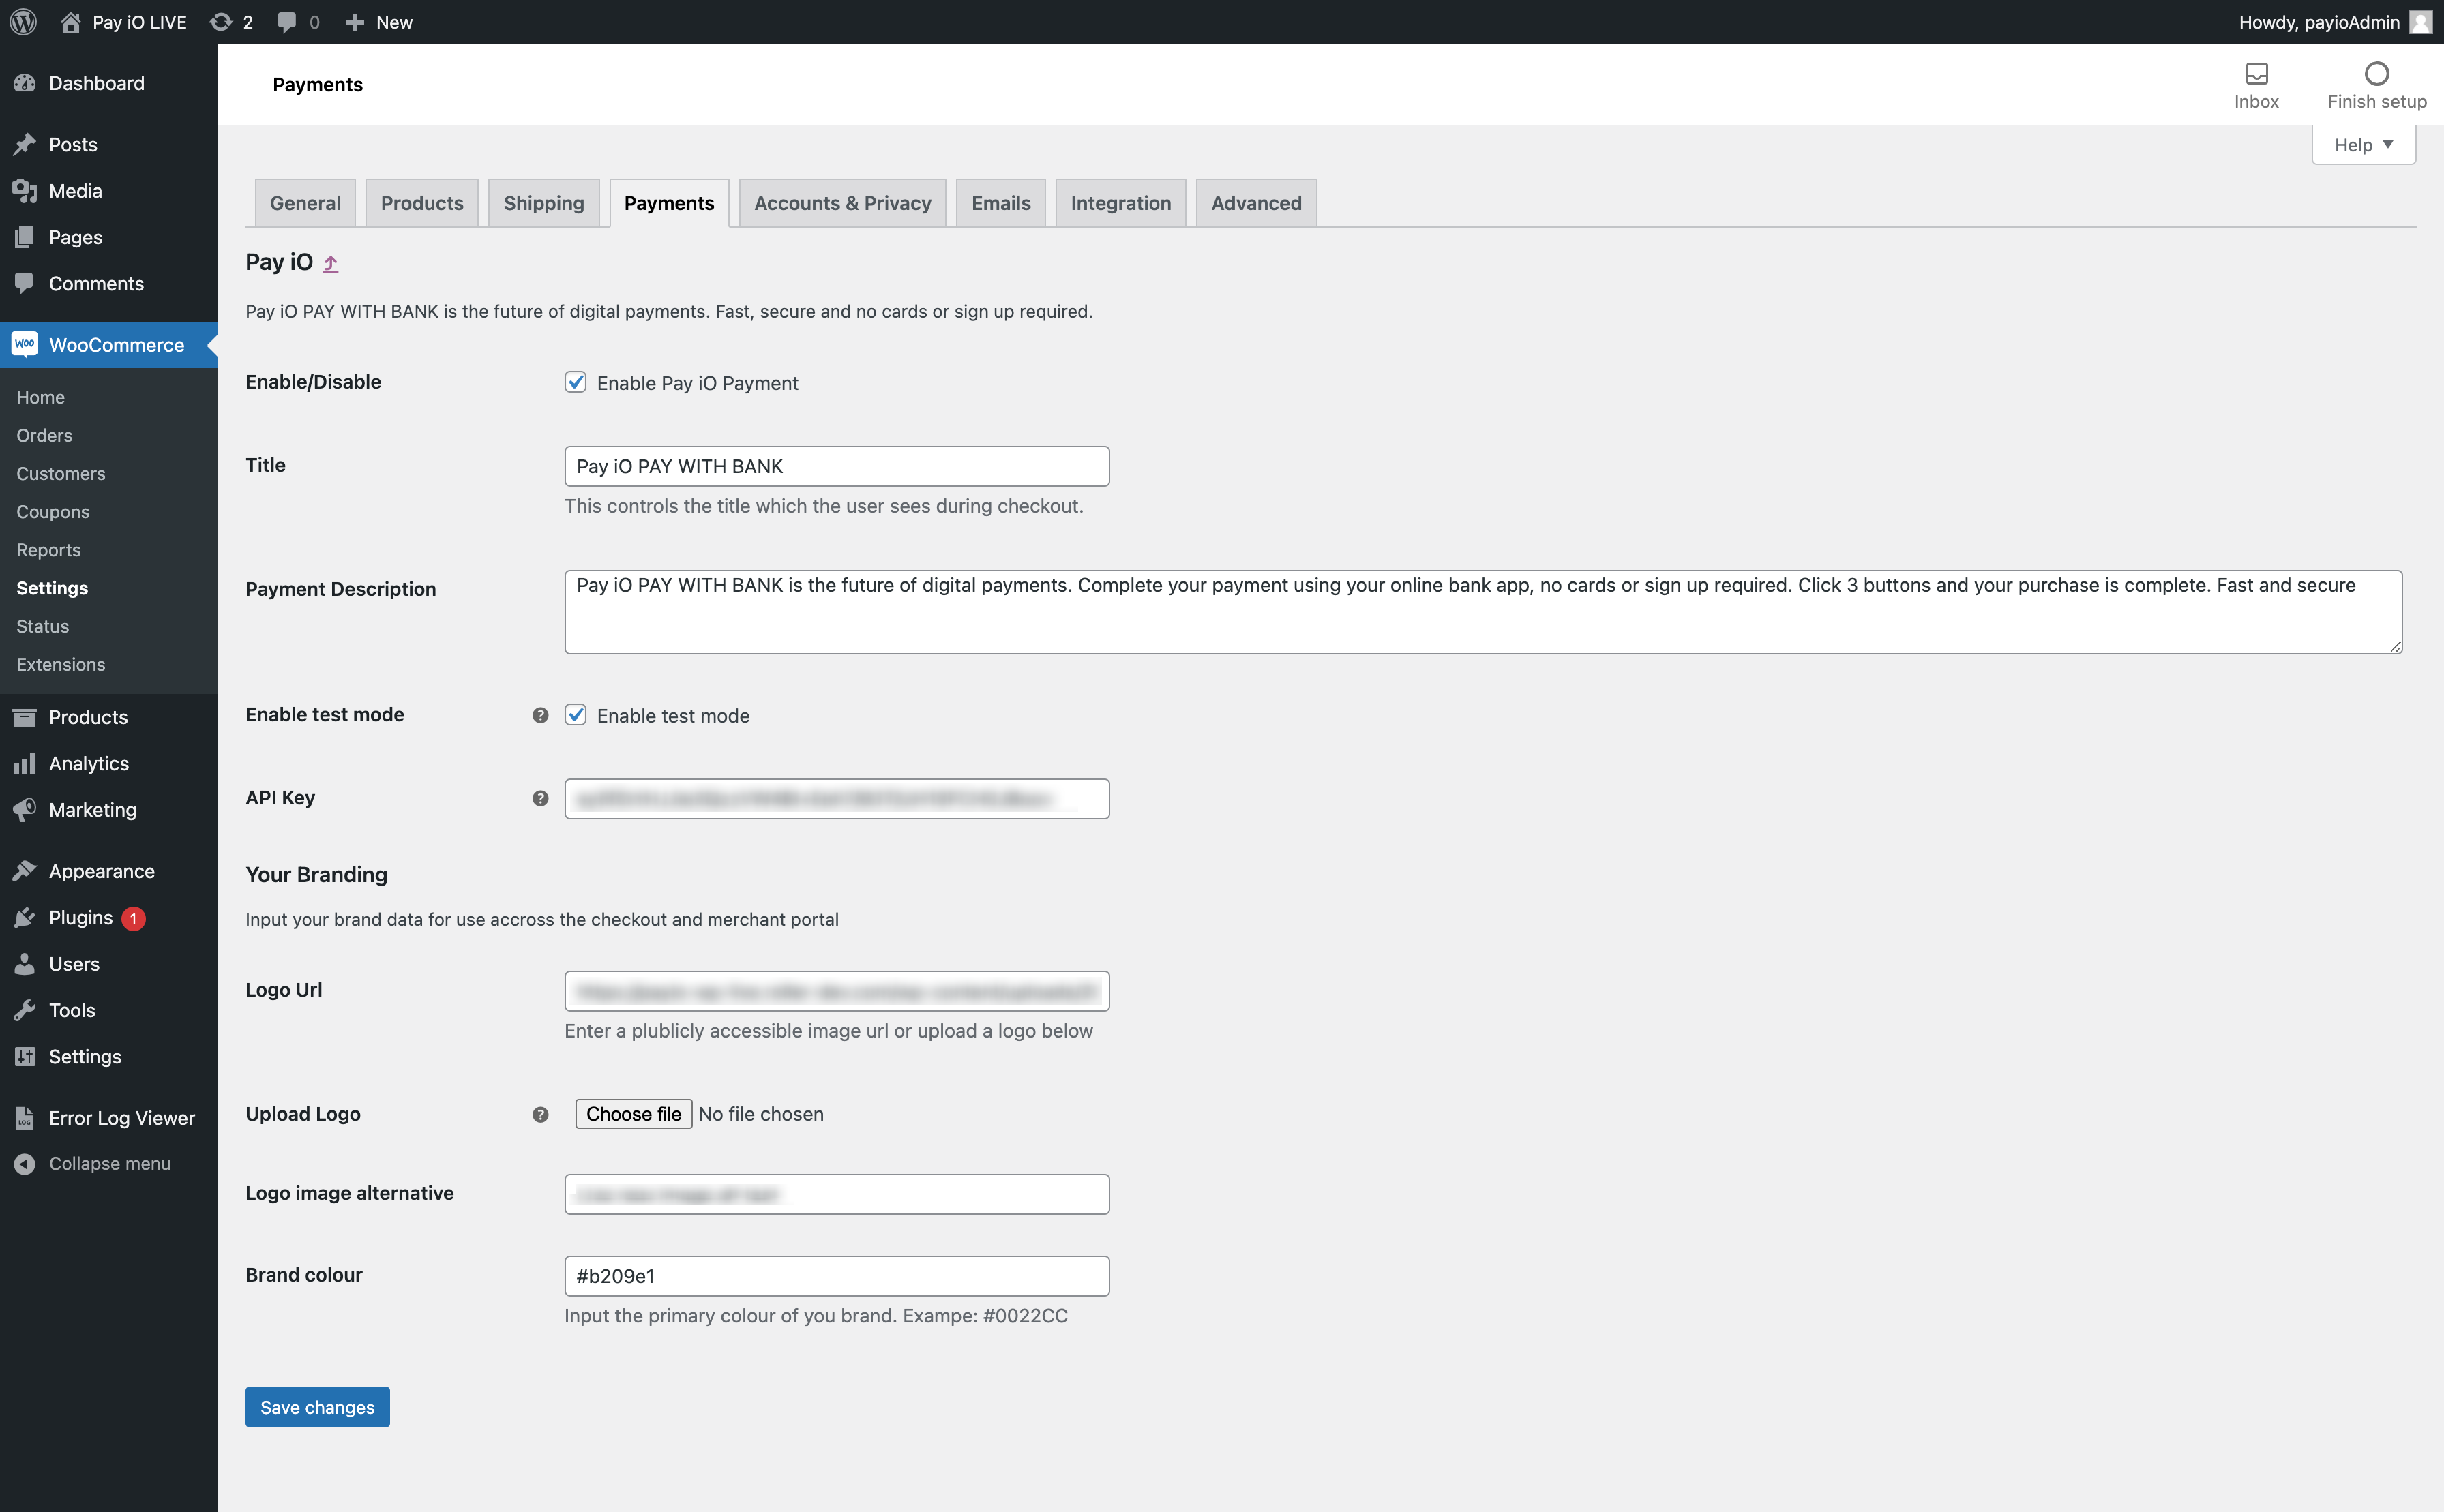 Pay iO LIVE 2 0 New Howdy, payioAdmin
Dashboard
Posts
Media
Pages
Comments
Woo WooCommerce
Home
Orders
Customers
Coupons
Reports
Settings
Status
Extensions
Products
Analytics
Marketing
Appearance
Plugins 1
Users
Tools
Settings
LOG Error Log Viewer
Collapse menu
Payments
Inbox Finish setup
Help
General Products Shipping Payments Accounts & Privacy Emails Integration Advanced
Pay iO
Pay iO PAY WITH BANK is the future of digital payments. Fast, secure and no cards or sign up required.
Enable/Disable Enable Pay iO Payment
Title Pay iO PAY WITH BANK
This controls the title which the user sees during checkout.
Payment Description Pay iO PAY WITH BANK is the future of digital payments. Complete your payment using your online bank app, no cards or sign up required. Click 3 buttons and your purchase is complete. Fast and secure
Enable test mode ? Enable test mode
API Key ?
Your Branding
Input your brand data for use accross the checkout and merchant portal
Logo Url
Enter a plublicly accessible image url or upload a logo below
Upload Logo ? Choose file No file chosen
Logo image alternative
Brand colour #b209e1
Input the primary colour of you brand. Exampe: #0022CC
Save changes